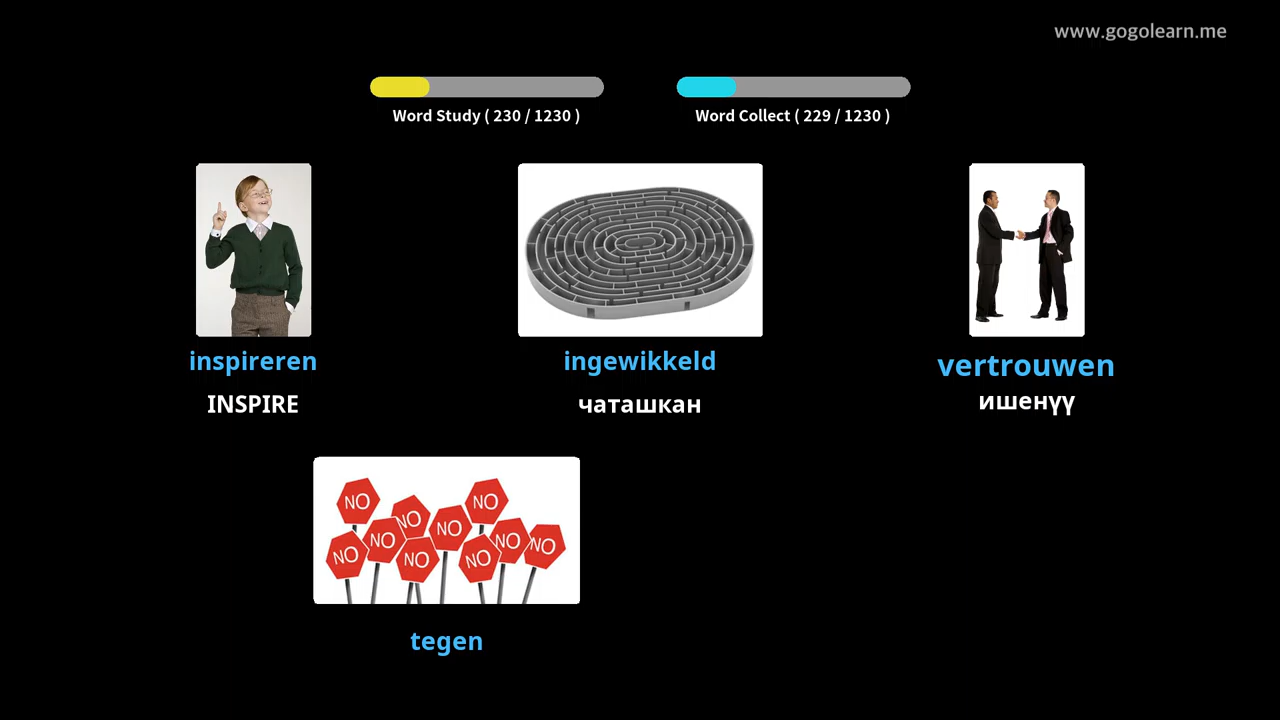 www.gogolearn.me
Word Study ( 230 / 1230 )
Word Collect ( 229 / 1230 )
inspireren
INSPIRE
ingewikkeld
чаташкан
vertrouwen
ишенүү
NO
NO
NO
NO
NO
NO
NO
NO
NO
NO
tegen